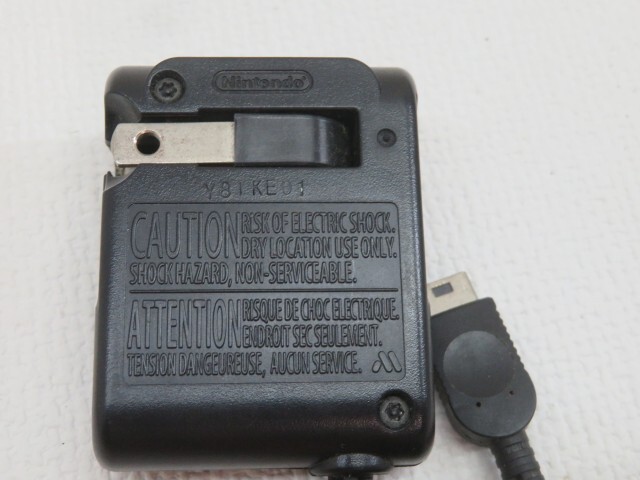 Nintendo
Y81KE01
CAUTION RISK OF ELECTRIC SHOCK.
DRY LOCATION USE ONLY.
SHOCK HAZARD, NON-SERVICEABLE.
ATTENTION RISQUE DE CHOC ELECTRIQUE.
ENDROIT SEC SEULEMENT.
TENSION DANGEUREUSE, AUCUN SERVICE.